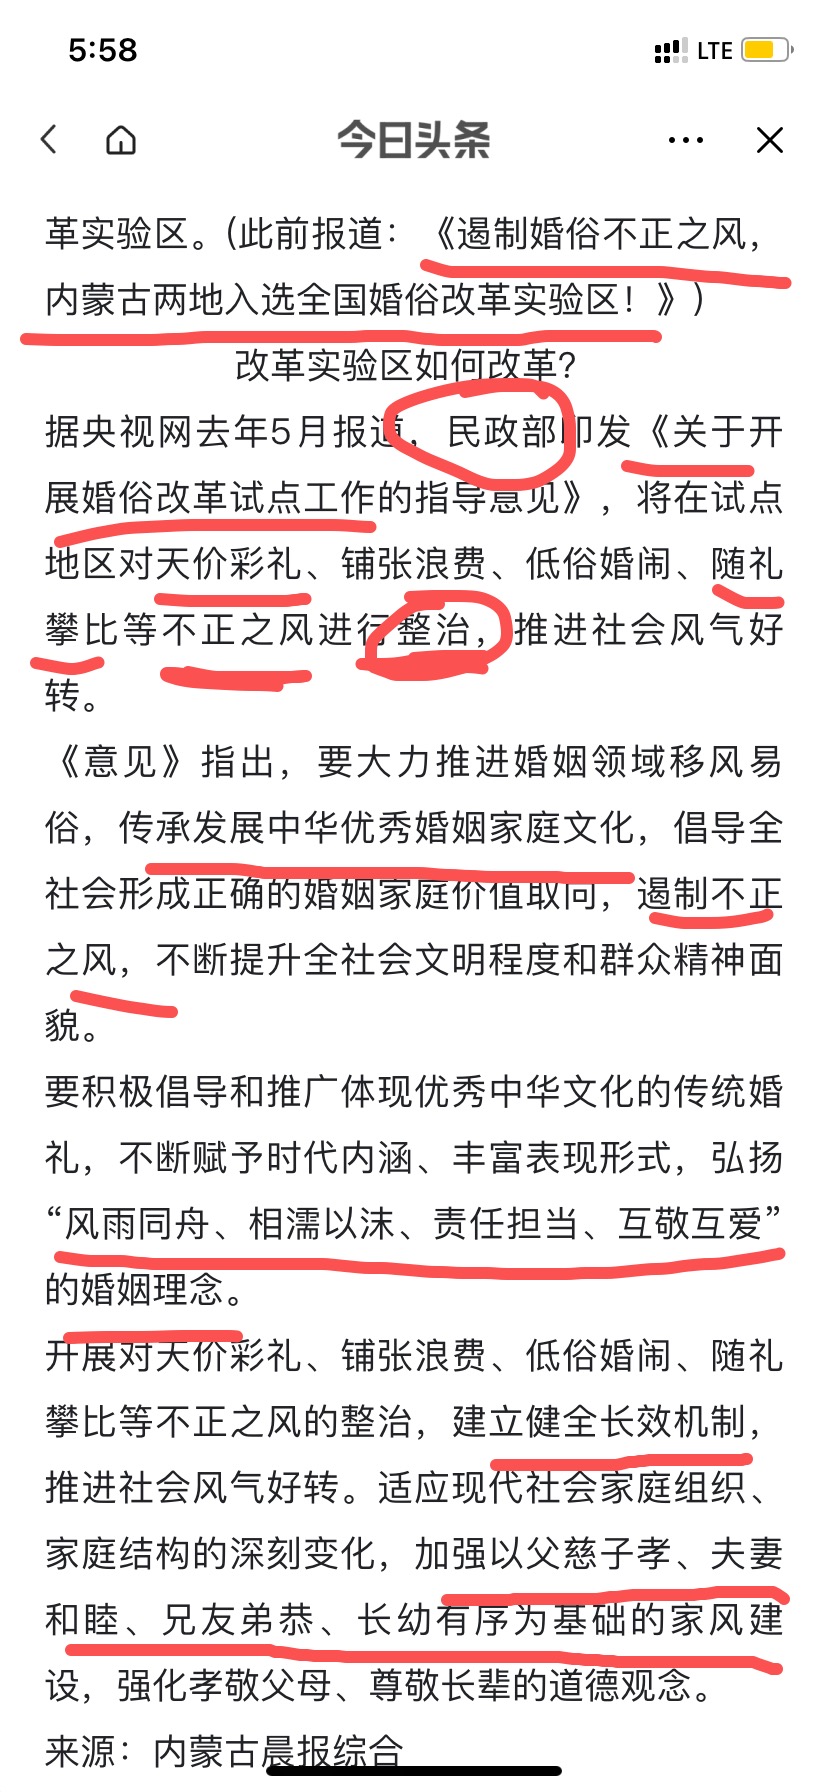 5:58
LTE
今日头条
革实验区。(此前报道：《遏制婚俗不正之风，
内蒙古两地入选全国婚俗改革实验区！》)
改革实验区如何改革?
据央视网去年5月报道，民政部印发《关于开
展婚俗改革试点工作的指导意见》，将在试点
地区对天价彩礼、铺张浪费、低俗婚闹、随礼
攀比等不正之风进行整治，推进社会风气好
转。
《意见》指出，要大力推进婚姻领域移风易
俗，传承发展中华优秀婚姻家庭文化，倡导全
社会形成正确的婚姻家庭价值取向，遏制不正
之风，不断提升全社会文明程度和群众精神面
貌。
要积极倡导和推广体现优秀中华文化的传统婚
礼，不断赋予时代内涵、丰富表现形式，弘扬
“风雨同舟、相濡以沫、责任担当、互敬互爱”
的婚姻理念。
开展对天价彩礼、铺张浪费、低俗婚闹、随礼
攀比等不正之风的整治，建立健全长效机制，
推进社会风气好转。适应现代社会家庭组织、
家庭结构的深刻变化，加强以父慈子孝、夫妻
和睦、兄友弟恭、长幼有序为基础的家风建
设，强化孝敬父母、尊敬长辈的道德观念。
来源：内蒙古晨报综合